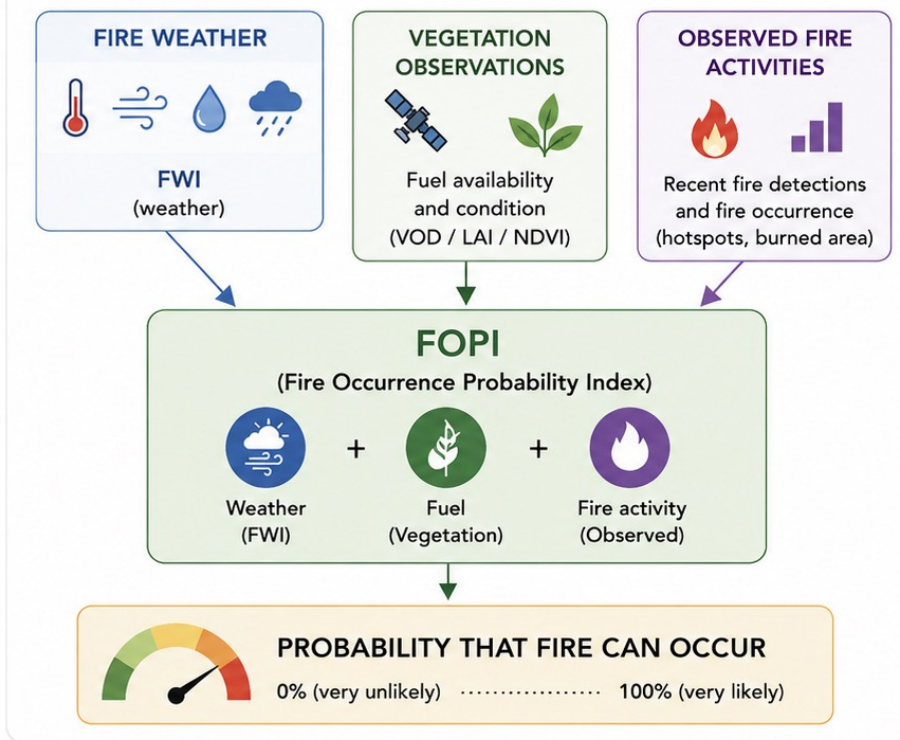 FIRE WEATHER
FWI
(weather)
VEGETATION
OBSERVATIONS
Fuel availability
and condition
(VOD / LAI / NDVI)
OBSERVED FIRE
ACTIVITIES
Recent fire detections
and fire occurrence
(hotspots, burned area)
FOPI
(Fire Occurrence Probability Index)
+
+
Weather
(FWI)
Fuel
(Vegetation)
Fire activity
(Observed)
PROBABILITY THAT FIRE CAN OCCUR
0% (very unlikely) ..................... 100% (very likely)